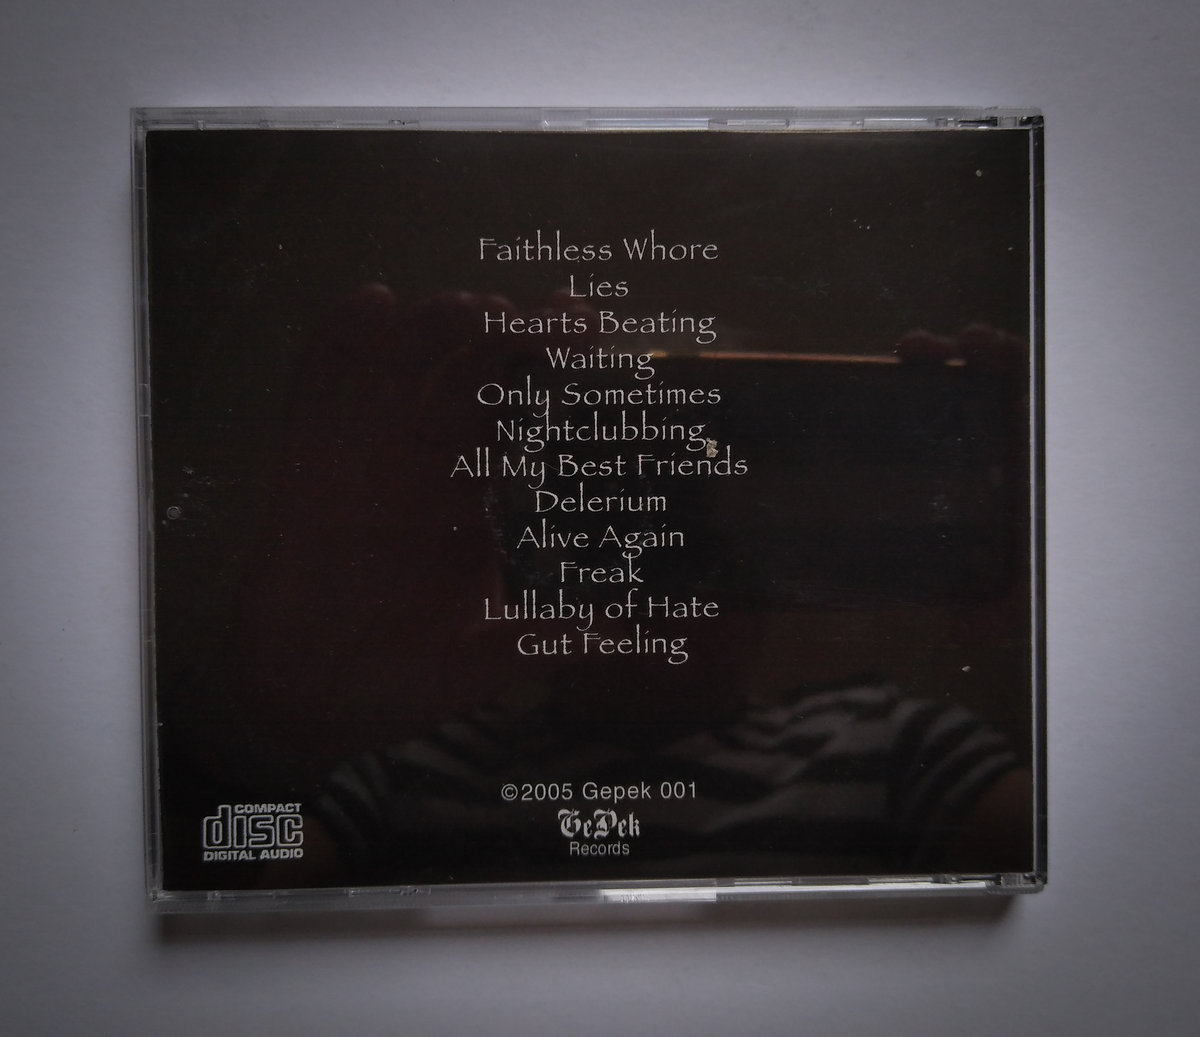 Faithless Whore
Lies
Hearts Beating
Waiting
Only Sometimes
Nightclubbing
All My Best Friends
Delerium
Alive Again
Freak
Lullaby of Hate
Gut Feeling
©2005 Gepek 001
GePek
Records
COMPACT
disc
DIGITAL AUDIO